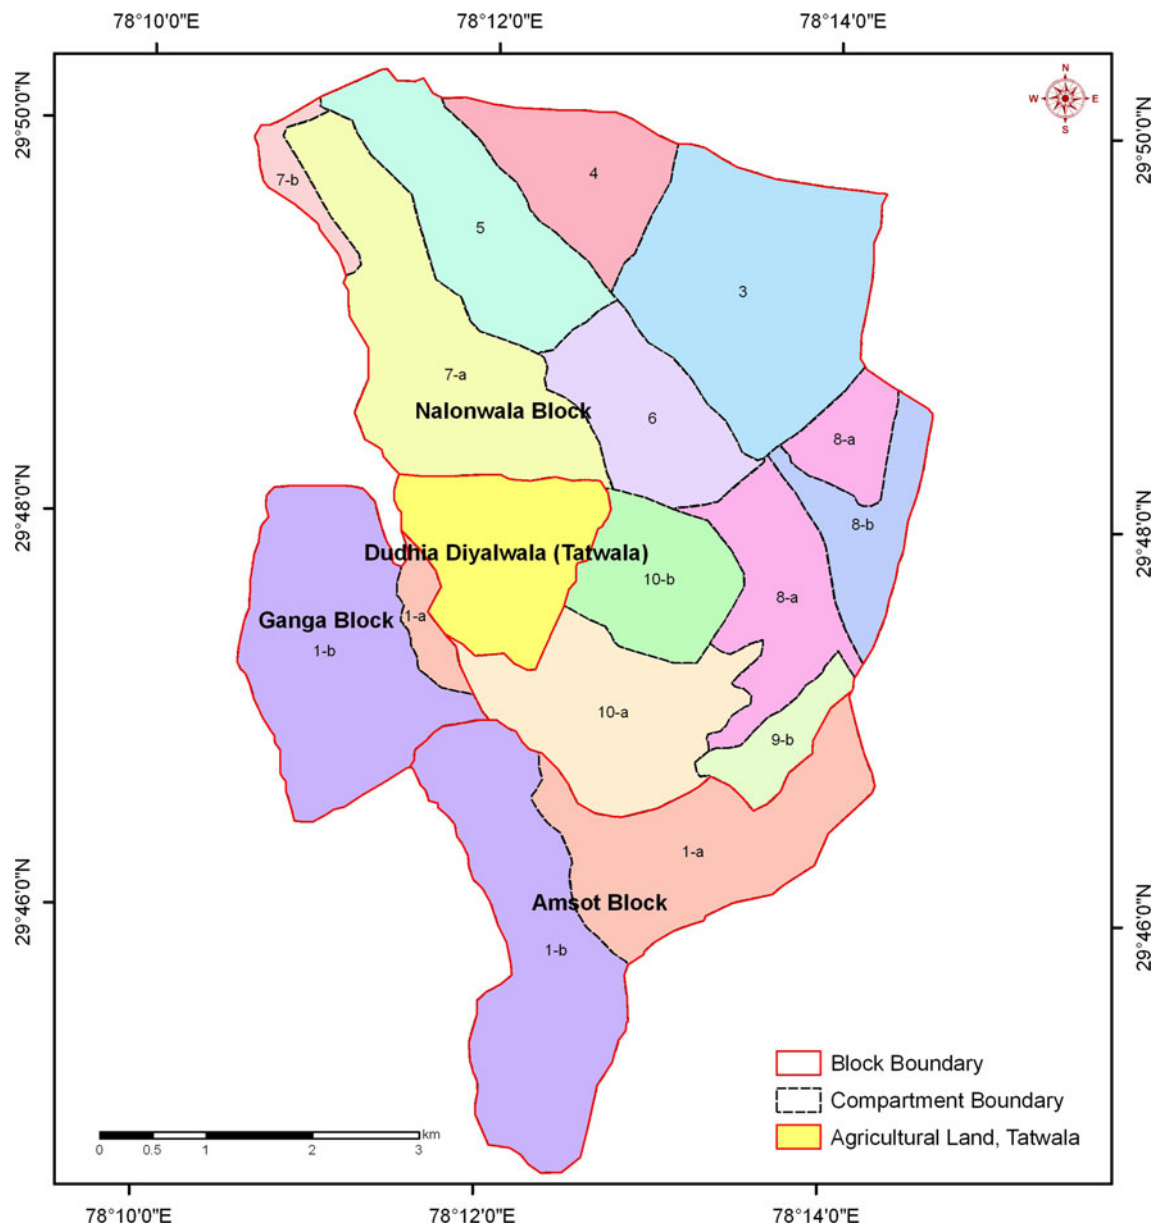 78°10'0"E 78°12'0"E 78°14'0"E
N
W E
S
29°50'0"N
29°50'0"N
4
7-b
5
3
7-a
Nalonwala Block
6
8-a
29°48'0"N
29°48'0"N
8-b
Dudhia Diyalwala (Tatwala)
10-b
8-a
1-a
Ganga Block
1-b
10-a
9-b
1-a
29°46'0"N
Amsot Block
29°46'0"N
1-b
Block Boundary
Compartment Boundary
Agricultural Land, Tatwala
km
0 0.5 1 2 3
78°10'0"E 78°12'0"E 78°14'0"E